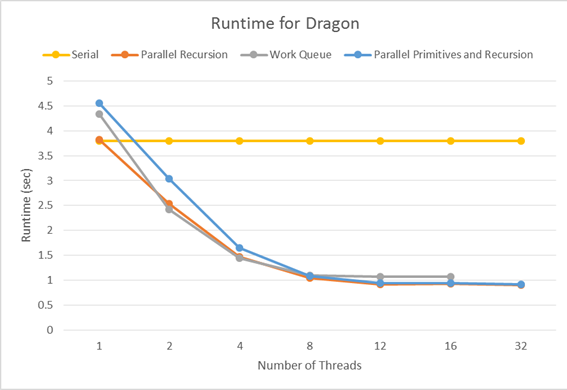 Runtime for Dragon
Serial Parallel Recursion Work Queue Parallel Primitives and Recursion
5
4.5
4
3.5
3
2.5
2
1.5
1
0.5
0
Runtime (sec)
1 2 4 8 12 16 32
Number of Threads